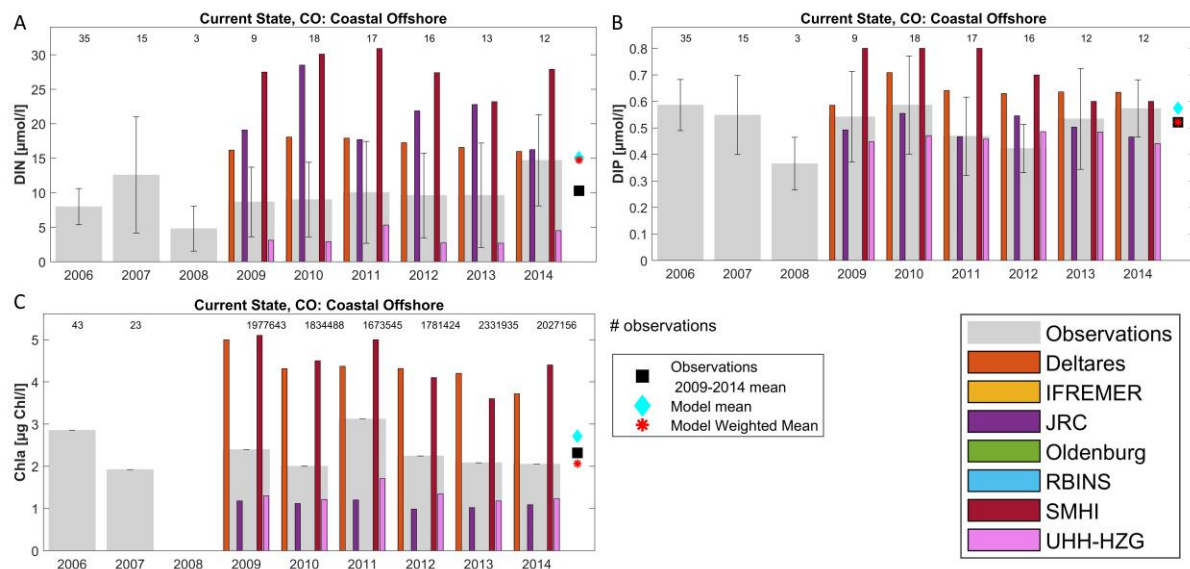 A
Current State, CO: Coastal Offshore
35 15 3 9 18 17 16 13 12
30
25
20
15
10
5
0
DIN [µmol/l]
2006 2007 2008 2009 2010 2011 2012 2013 2014
B
Current State, CO: Coastal Offshore
35 15 3 9 18 17 16 12 12
0.8
0.7
0.6
0.5
0.4
0.3
0.2
0.1
0
DIP [µmol/l]
2006 2007 2008 2009 2010 2011 2012 2013 2014
C
Current State, CO: Coastal Offshore
43 23 1977643 1834488 1673545 1781424 2331935 2027156
5
4
3
2
1
0
Chla [µg Chl/l]
2006 2007 2008 2009 2010 2011 2012 2013 2014
# observations
Observations
2009-2014 mean
Model mean
Model Weighted Mean
Observations
Deltares
IFREMER
JRC
Oldenburg
RBINS
SMHI
UHH-HZG